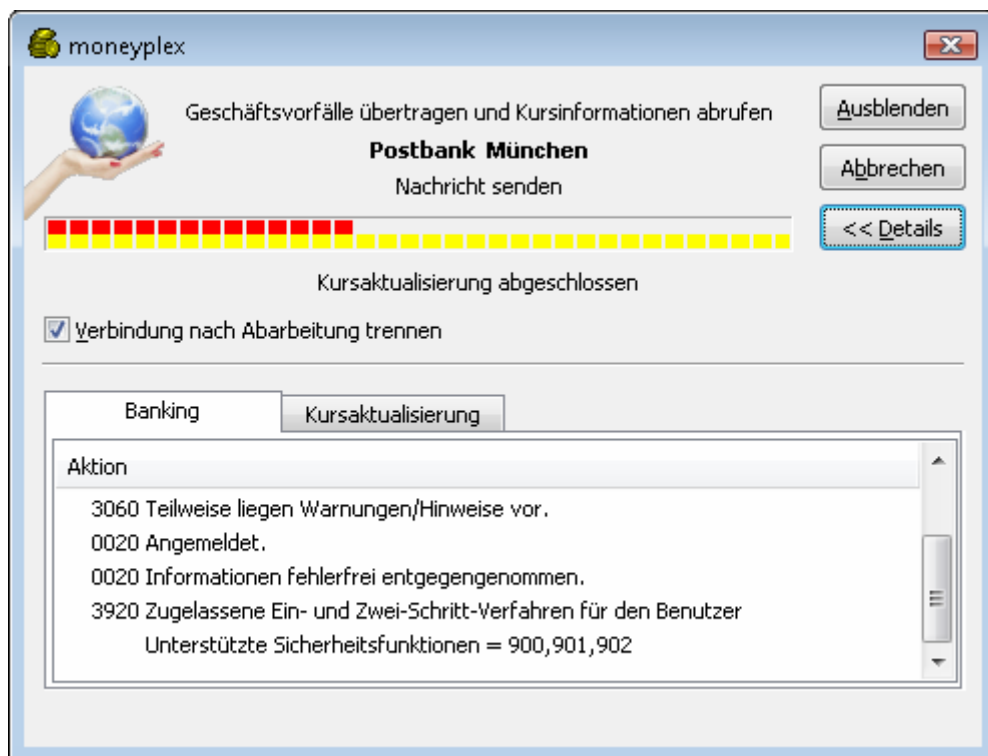 moneyplex
Geschäftsvorfälle übertragen und Kursinformationen abrufen
Postbank München
Nachricht senden
Ausblenden
Abbrechen
<< Details
Kursaktualisierung abgeschlossen
Verbindung nach Abarbeitung trennen
Banking
Kursaktualisierung
Aktion
3060 Teilweise liegen Warnungen/Hinweise vor.
0020 Angemeldet.
0020 Informationen fehlerfrei entgegengenommen.
3920 Zugelassene Ein- und Zwei-Schritt-Verfahren für den Benutzer
Unterstützte Sicherheitsfunktionen = 900,901,902